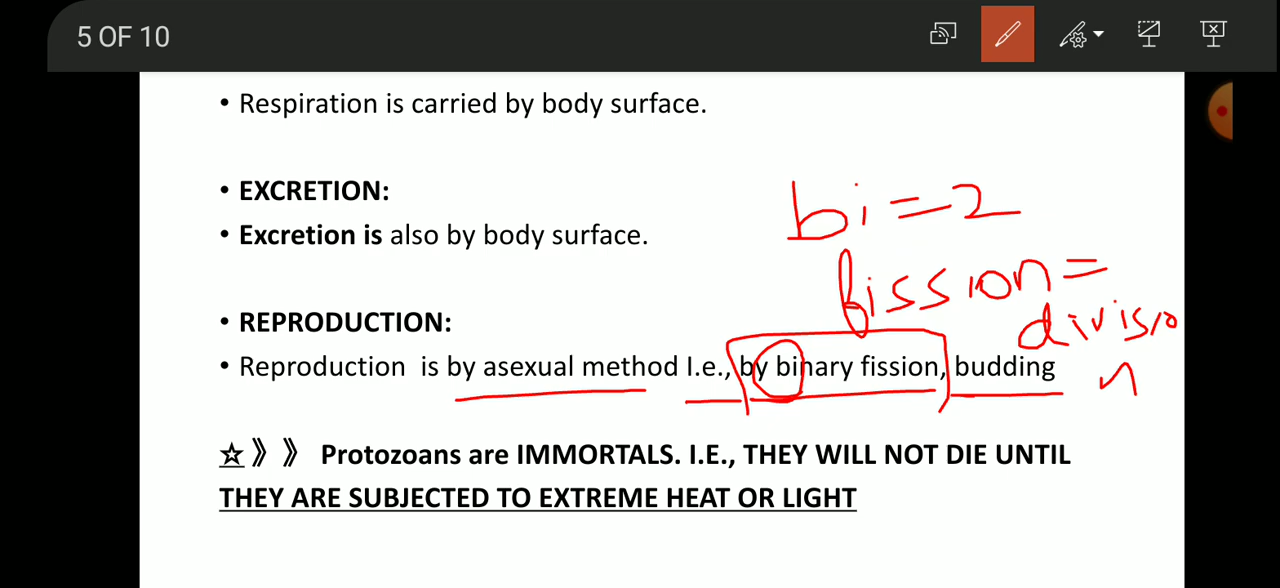 5 OF 10
• Respiration is carried by body surface.
• EXCRETION:
bi = 2
• Excretion is also by body surface.
fission =
division
• REPRODUCTION:
• Reproduction is by asexual method I.e., by binary fission, budding
☆》》 Protozoans are IMMORTALS. I.E., THEY WILL NOT DIE UNTIL
THEY ARE SUBJECTED TO EXTREME HEAT OR LIGHT